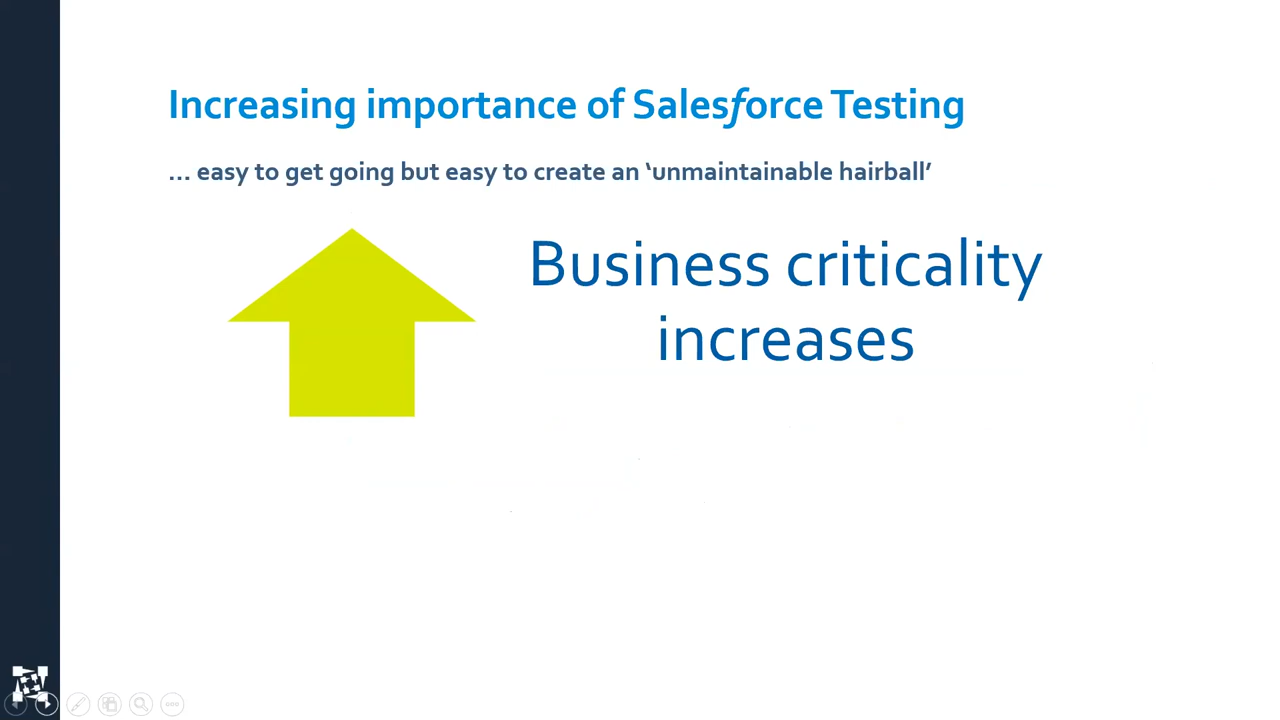 Increasing importance of Salesforce Testing
... easy to get going but easy to create an ‘unmaintainable hairball’
Business criticality
increases